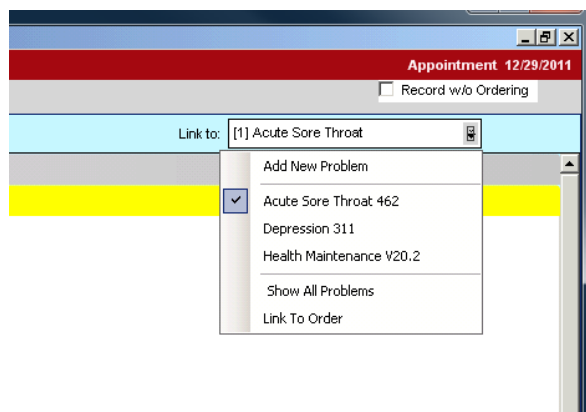 Appointment 12/29/2011
Record w/o Ordering
Link to: [1] Acute Sore Throat
Add New Problem
Acute Sore Throat 462
Depression 311
Health Maintenance V20.2
Show All Problems
Link To Order